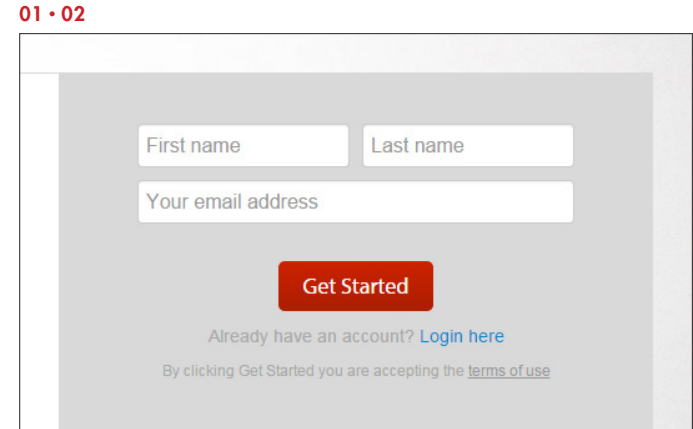 01 • 02
First name Last name
Your email address
Get Started
Already have an account? Login here
By clicking Get Started you are accepting the terms of use